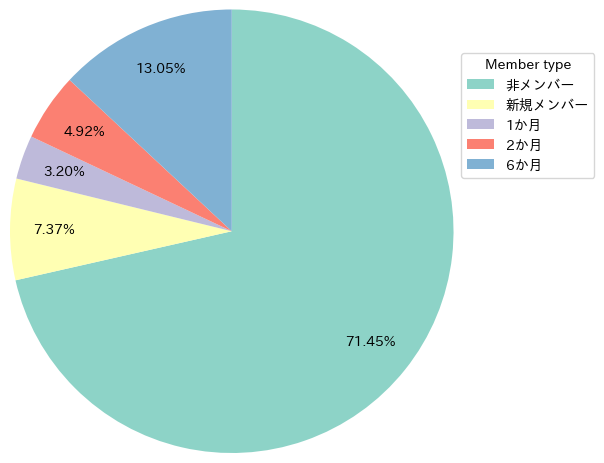 13.05%
4.92%
3.20%
7.37%
71.45%
Member type
非メンバー
新規メンバー
1か月
2か月
6か月